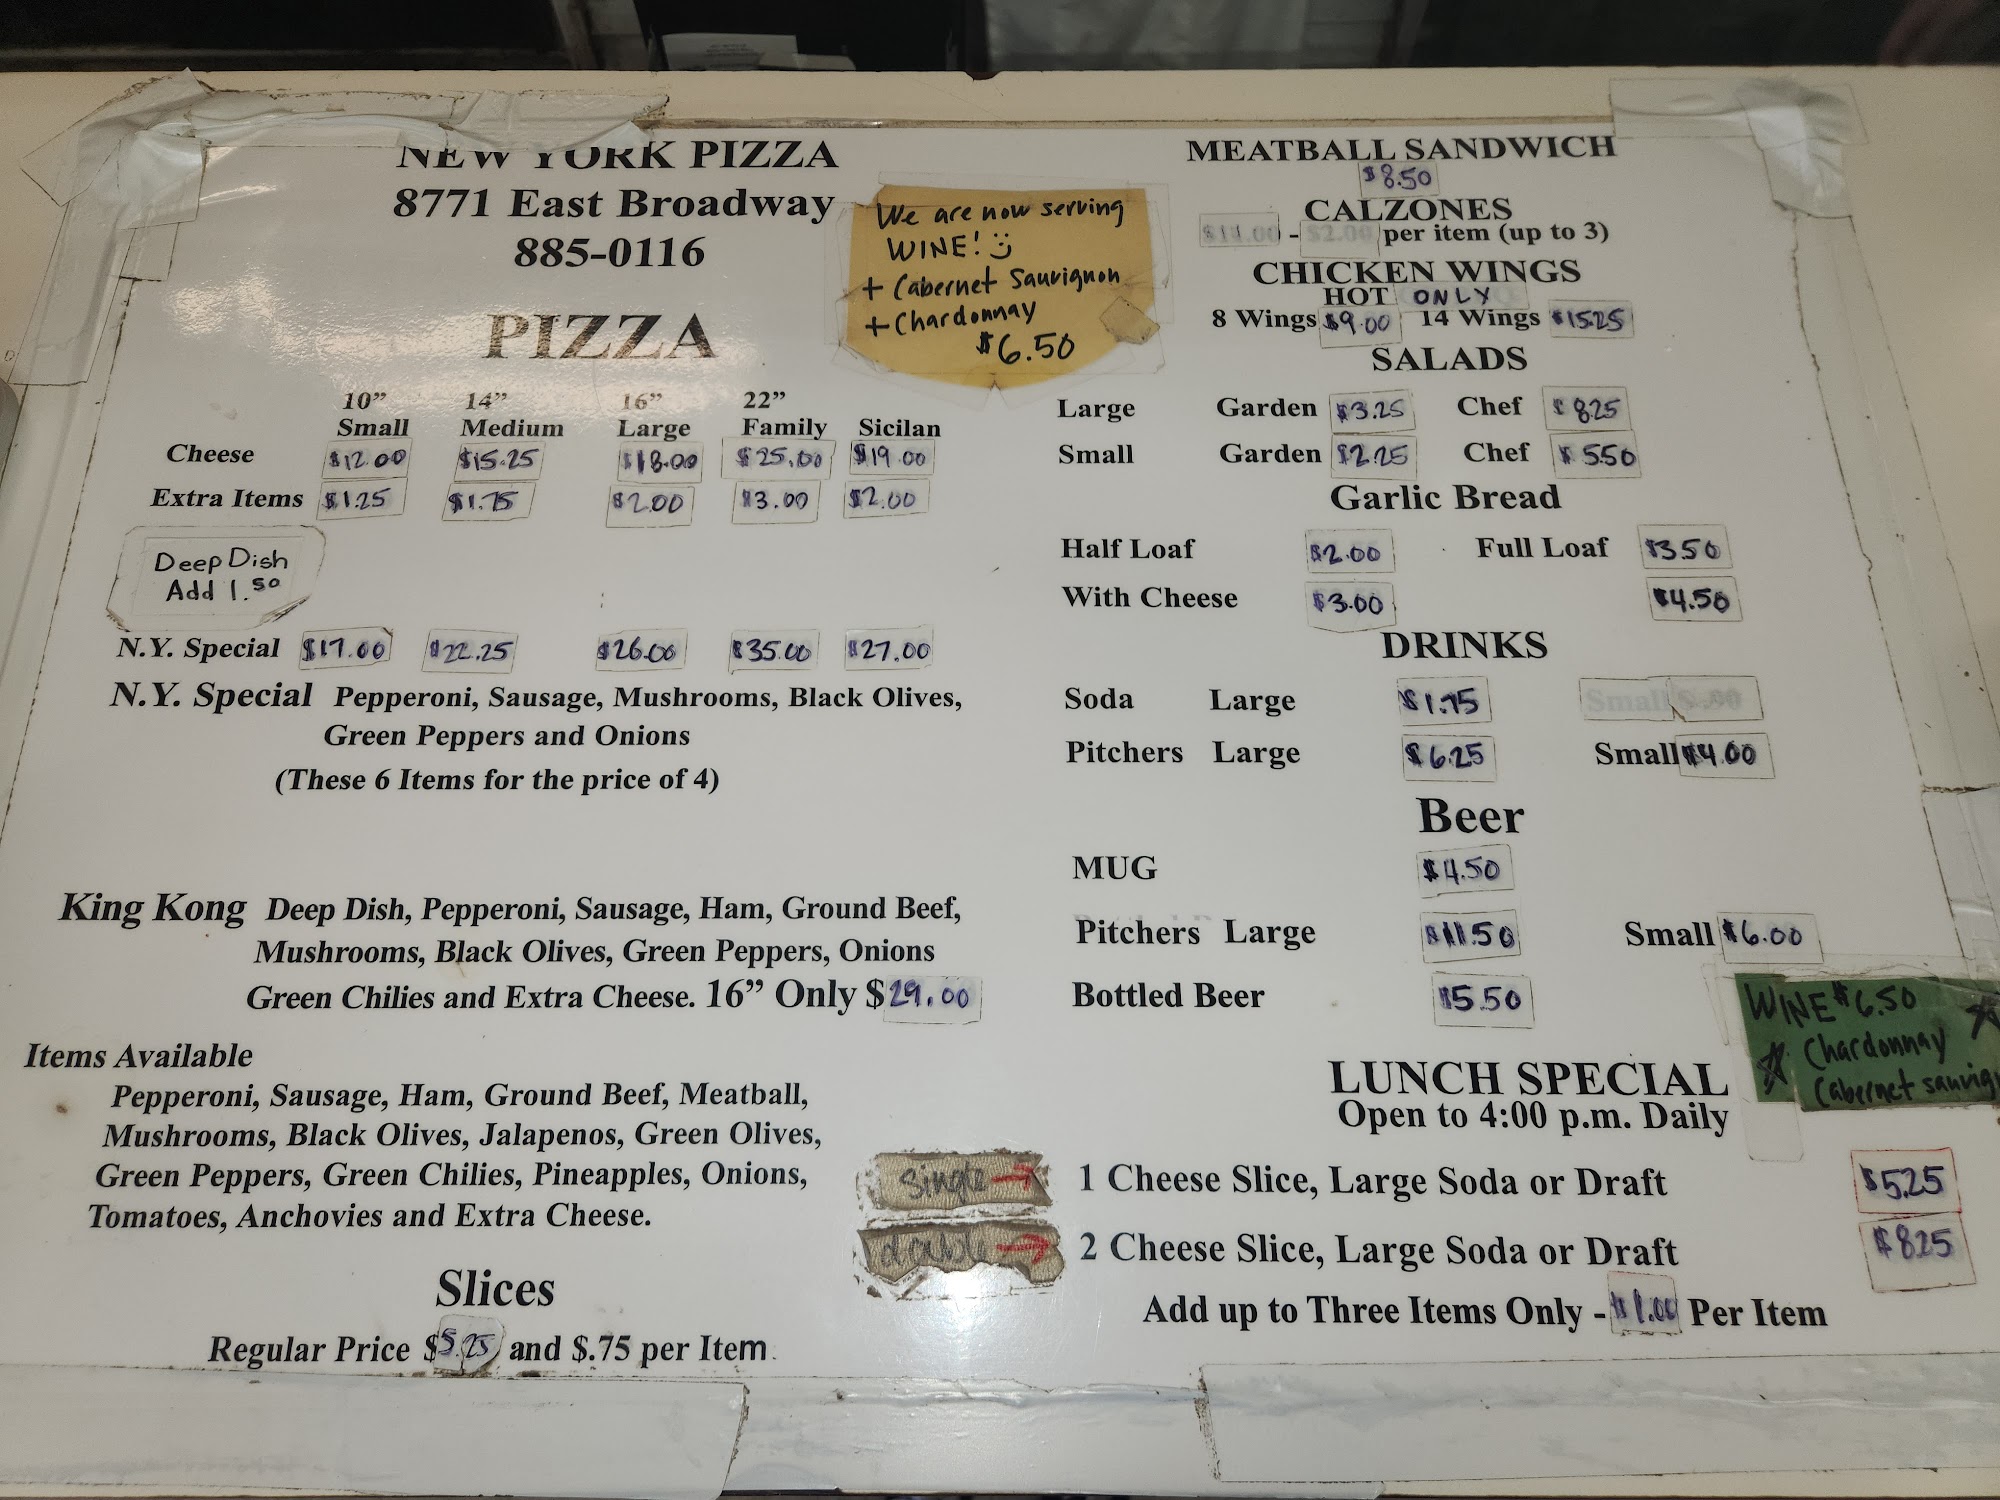 NEW YORK PIZZA
8771 East Broadway
885-0116
We are now serving
WINE!
+ Cabernet Sauvignon
+ Chardonnay
$6.50
PIZZA
10” 14” 16” 22”
Small Medium Large Family Sicilan
Cheese $12.00 $15.25 $18.00 $25.00 $19.00
Extra Items $1.25 $1.75 $2.00 $3.00 $2.00
Deep Dish
Add 1.50
N.Y. Special $17.00 $22.25 $26.00 $35.00 $27.00
N.Y. Special Pepperoni, Sausage, Mushrooms, Black Olives,
Green Peppers and Onions
(These 6 Items for the price of 4)
King Kong Deep Dish, Pepperoni, Sausage, Ham, Ground Beef,
Mushrooms, Black Olives, Green Peppers, Onions
Green Chilies and Extra Cheese. 16” Only $29.00
Items Available
Pepperoni, Sausage, Ham, Ground Beef, Meatball,
Mushrooms, Black Olives, Jalapenos, Green Olives,
Green Peppers, Green Chilies, Pineapples, Onions,
Tomatoes, Anchovies and Extra Cheese.
Slices
Regular Price $5.25 and $.75 per Item.
MEATBALL SANDWICH
$8.50
CALZONES
$11.00 - $2.00 per item (up to 3)
CHICKEN WINGS
HOT ONLY
8 Wings $9.00 14 Wings $15.25
SALADS
Large Garden $3.25 Chef $8.25
Small Garden $2.25 Chef $5.50
Garlic Bread
Half Loaf $2.00 Full Loaf $3.50
With Cheese $3.00 $4.50
DRINKS
Soda Large $1.75 Small $.90
Pitchers Large $6.25 Small $4.00
Beer
MUG $4.50
Pitchers Large $11.50 Small $6.00
Bottled Beer $5.50
WINE $6.50
Chardonnay
Cabernet sauvig
LUNCH SPECIAL
Open to 4:00 p.m. Daily
single → 1 Cheese Slice, Large Soda or Draft $5.25
double → 2 Cheese Slice, Large Soda or Draft $8.25
Add up to Three Items Only - $1.00 Per Item